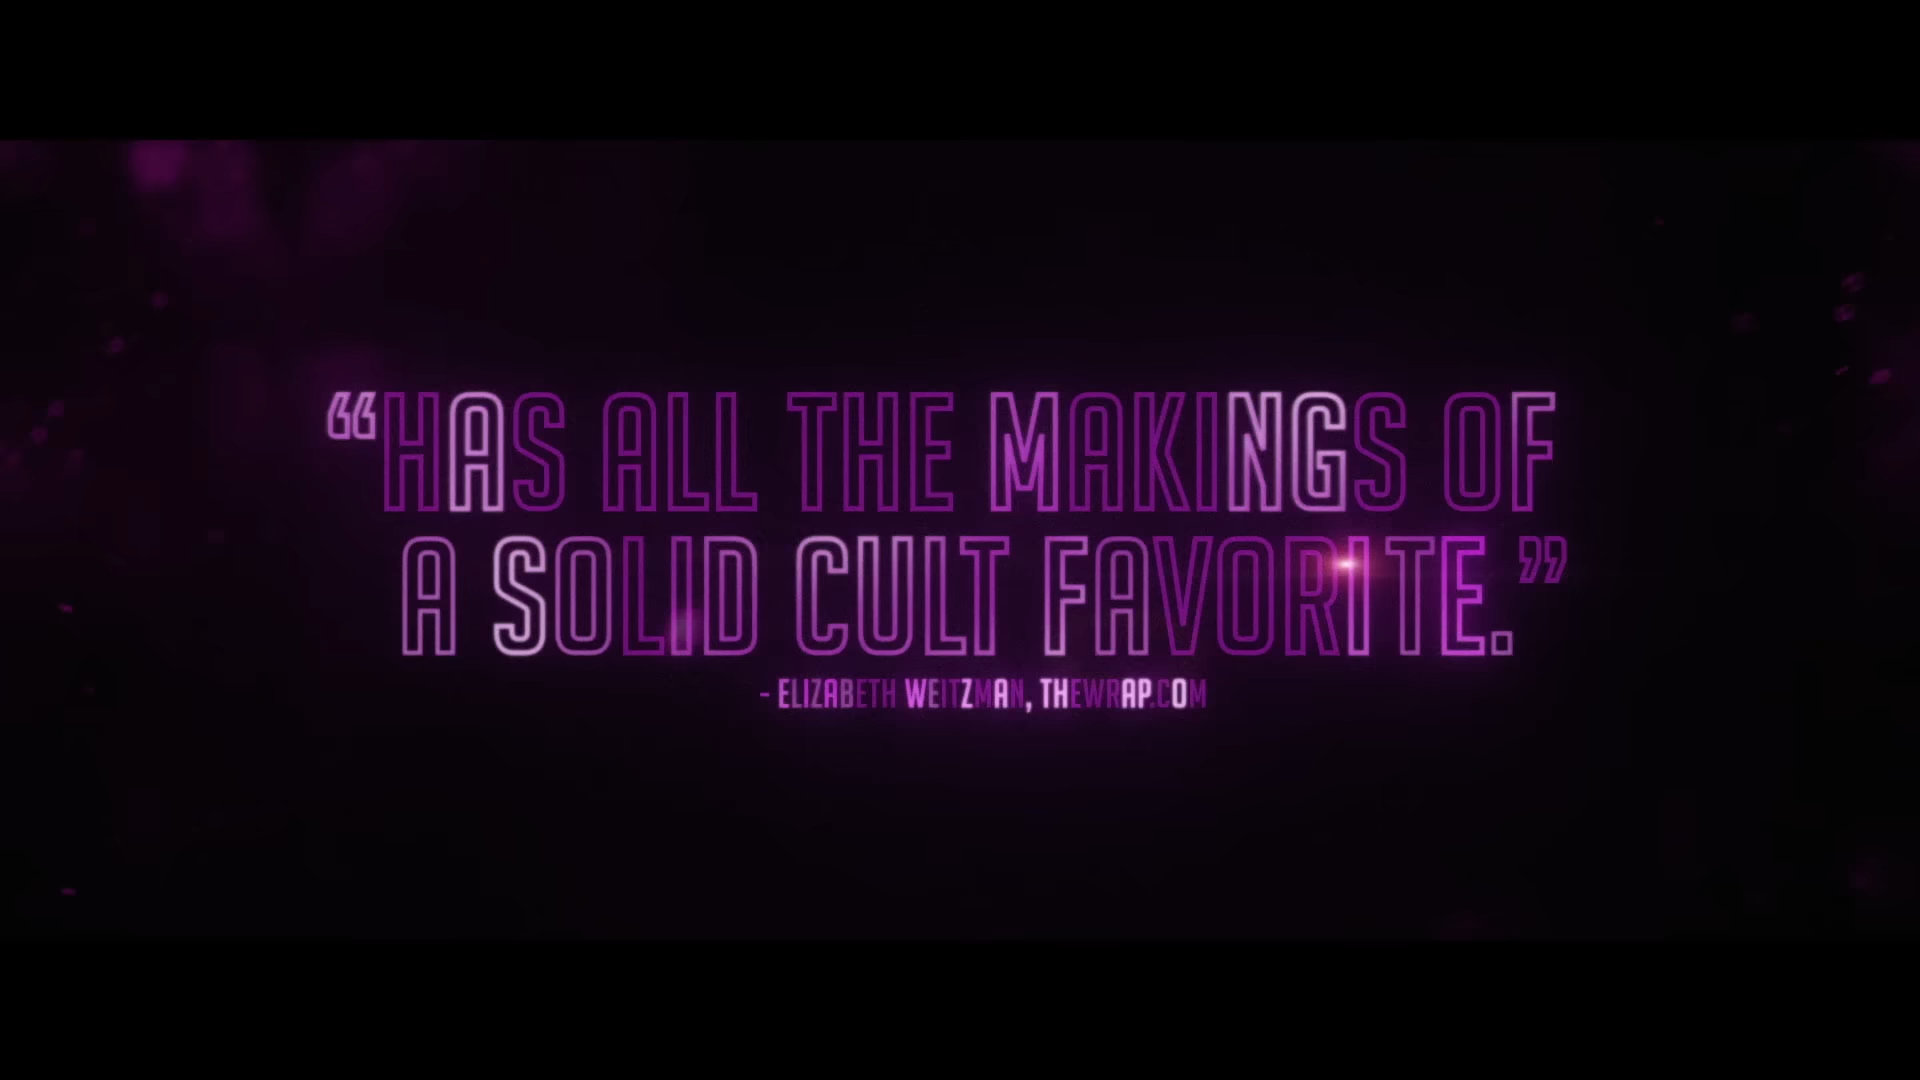 “HAS ALL THE MAKINGS OF
A SOLID CULT FAVORITE.”
- ELIZABETH WEITZMAN, THEWRAP.COM